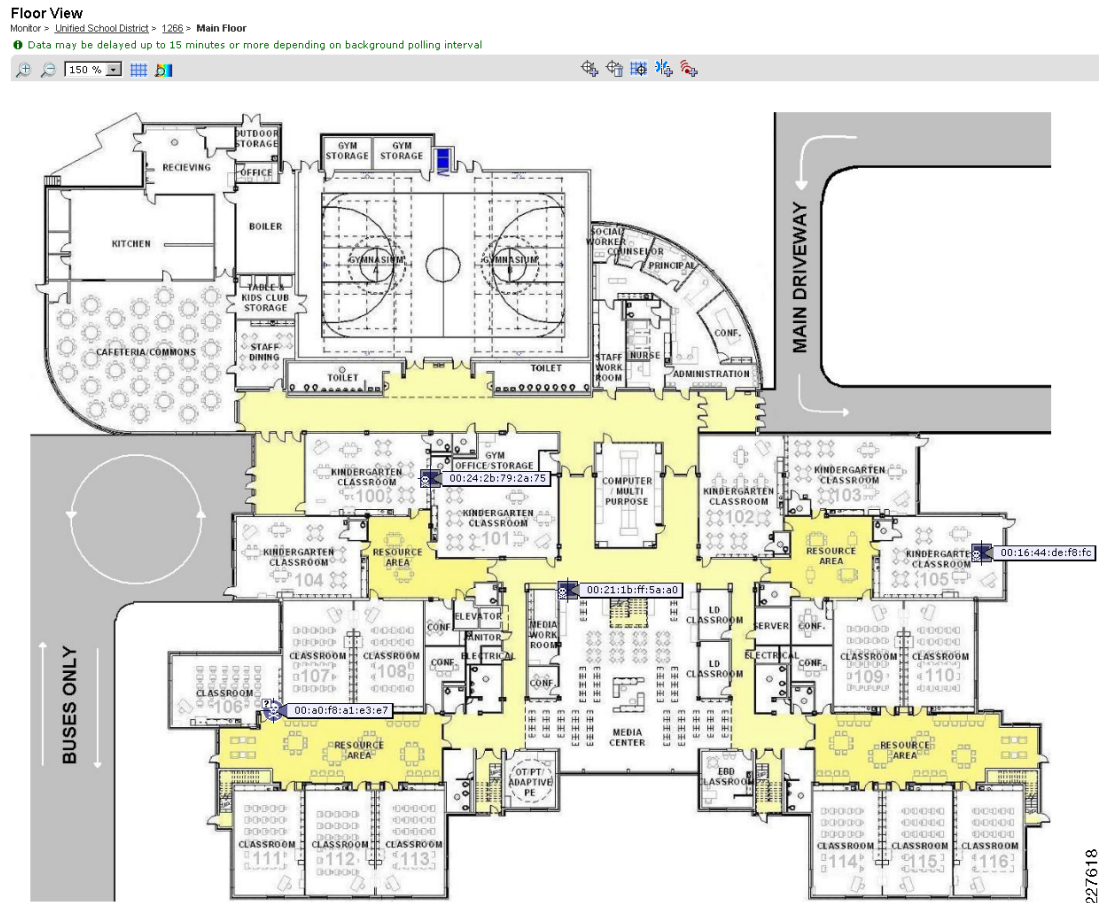 Floor View
Monitor > Unified School District > 1266 > Main Floor
Data may be delayed up to 15 minutes or more depending on background polling interval
150 %
OUTDOOR
STORAGE
GYM
STORAGE
GYM
STORAGE
RECIEVING
OFFICE
KITCHEN
BOILER
SOCIAL
WORKER
COUNSELOR
PRINCIPAL
GYMNASIUM
A
GYMNASIUM
B
MAIN DRIVEWAY
TABLE &
KIDS CLUB
STORAGE
CONF.
CAFETERIA/COMMONS
STAFF
DINING
STAFF
WORK
ROOM
NURSE
TOILET
TOILET
ADMINISTRATION
GYM
OFFICE/STORAGE
KINDERGARTEN
CLASSROOM
100
00:24:2b:79:2a:75
COMPUTER
/ MULTI
PURPOSE
KINDERGARTEN
CLASSROOM
103
KINDERGARTEN
CLASSROOM
102
KINDERGARTEN
CLASSROOM
101
KINDERGARTEN
CLASSROOM
104
RESOURCE
AREA
RESOURCE
AREA
KINDERGARTE
CLASSROOM
105
00:16:44:de:f8:fc
00:21:1b:ff:5a:a0
CONF.
ELEVATOR
JANITOR
ELECTRICAL
MEDIA
WORK
ROOM
LD
CLASSROOM
SERVER
CONF.
CLASSROOM
107
CLASSROOM
108
CONF.
CONF.
LD
CLASSROOM
ELECTRICAL
CONF.
CLASSROOM
109
CLASSROOM
110
CLASSROOM
106
00:a0:f8:a1:e3:e7
BUSES ONLY
RESOURCE
AREA
MEDIA
CENTER
RESOURCE
AREA
OT/PT/
ADAPTIVE
PE
EBD
LASSROOM
CLASSROOM
111
CLASSROOM
112
CLASSROOM
113
CLASSROOM
114
CLASSROOM
115
CLASSROOM
116
227618